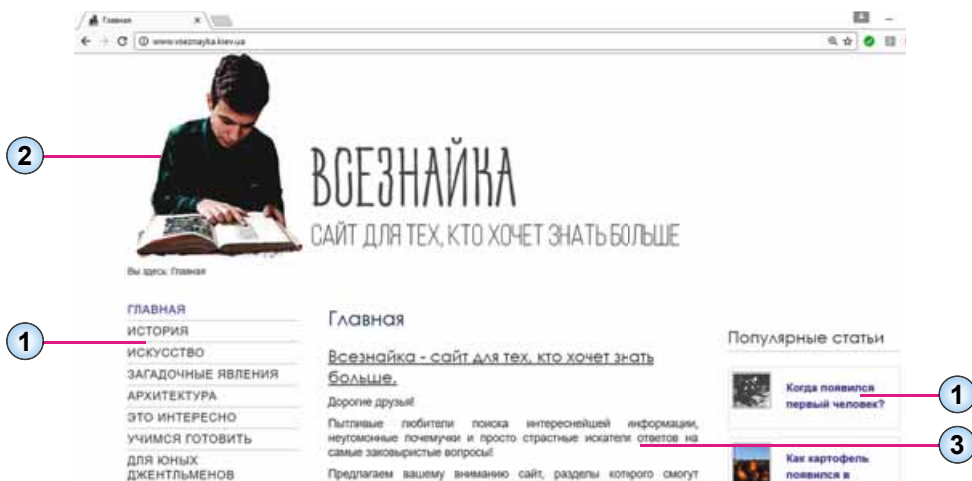 Главная
www.vseznayka.kiev.ua
2
ВСЕЗНАЙКА
САЙТ ДЛЯ ТЕХ, КТО ХОЧЕТ ЗНАТЬ БОЛЬШЕ
Вы здесь: Главная
1
ГЛАВНАЯ
ИСТОРИЯ
ИСКУССТВО
ЗАГАДОЧНЫЕ ЯВЛЕНИЯ
АРХИТЕКТУРА
ЭТО ИНТЕРЕСНО
УЧИМСЯ ГОТОВИТЬ
ДЛЯ ЮНЫХ
ДЖЕНТЛЬМЕНОВ
Главная
Всезнайка - сайт для тех, кто хочет знать
больше.
Дорогие друзья!
Пытливые любители поиска интереснейшей информации,
неугомонные почемучки и просто страстные искатели ответов на
самые заковыристые вопросы!
Предлагаем вашему вниманию сайт, разделы которого смогут
Популярные статьи
Когда появился
первый человек?
1
3
Как картофель
появился в